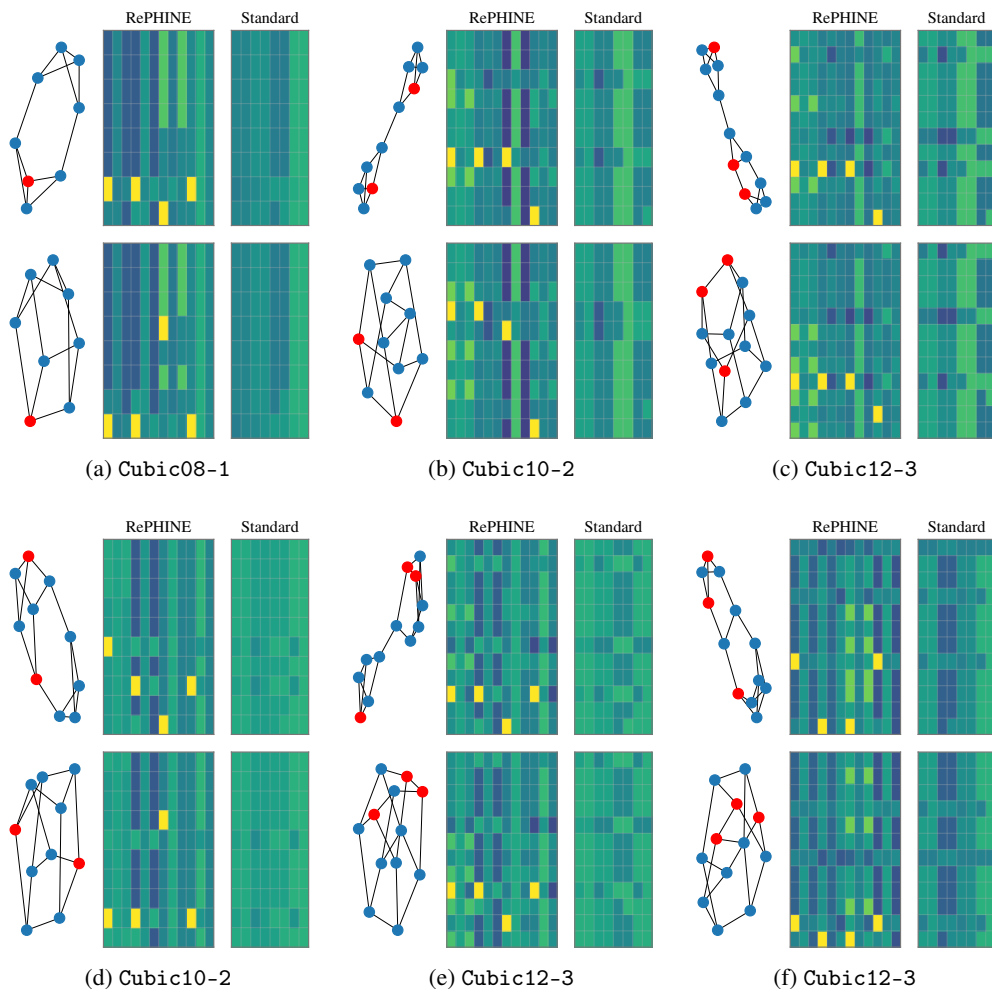 RePHINE Standard RePHINE Standard RePHINE Standard
(a) Cubic08-1 (b) Cubic10-2 (c) Cubic12-3
RePHINE Standard RePHINE Standard RePHINE Standard
(d) Cubic10-2 (e) Cubic12-3 (f) Cubic12-3